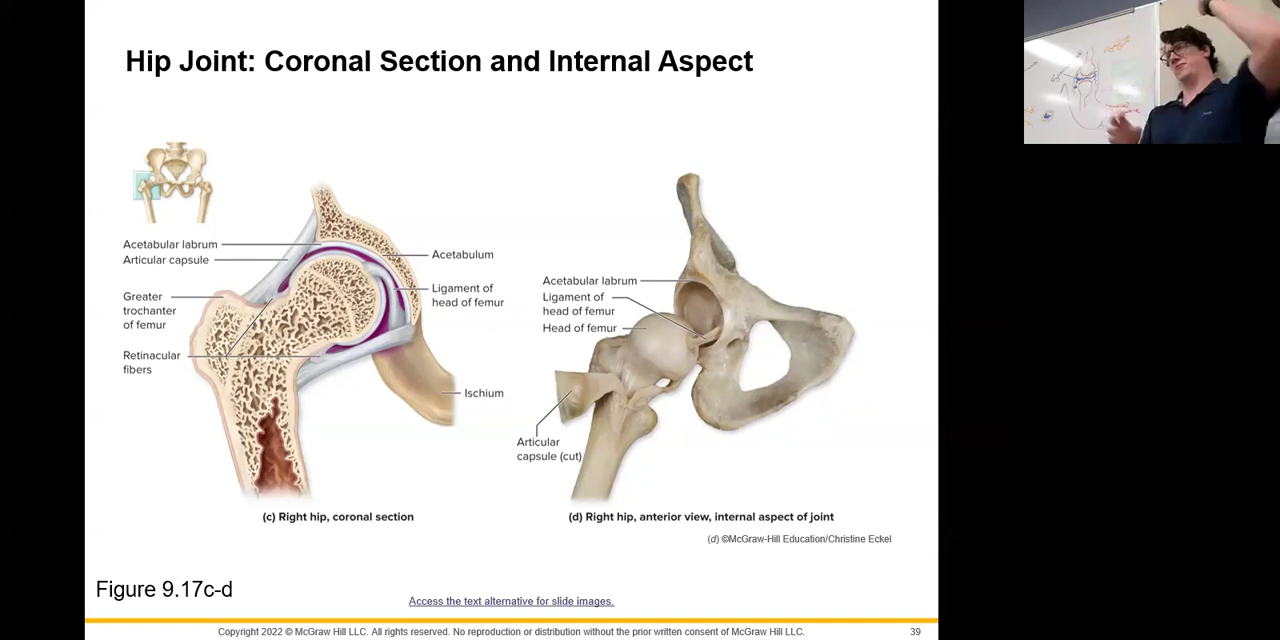 Hip Joint: Coronal Section and Internal Aspect
Acetabular labrum
Articular capsule
Greater
trochanter
of femur
Retinacular
fibers
Acetabulum
Ligament of
head of femur
Ischium
(c) Right hip, coronal section
Acetabular labrum
Ligament of
head of femur
Head of femur
Articular
capsule (cut)
(d) Right hip, anterior view, internal aspect of joint
(d) ©McGraw-Hill Education/Christine Eckel
Figure 9.17c-d
Access the text alternative for slide images.
Copyright 2022 © McGraw Hill LLC. All rights reserved. No reproduction or distribution without the prior written consent of McGraw Hill LLC.
39